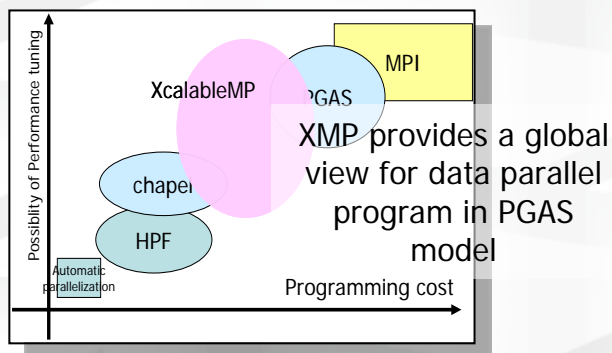 Possiblity of Performance tuning
MPI
XcalableMP
PGAS
XMP provides a global
view for data parallel
program in PGAS
model
chapel
HPF
Automatic
parallelization
Programming cost